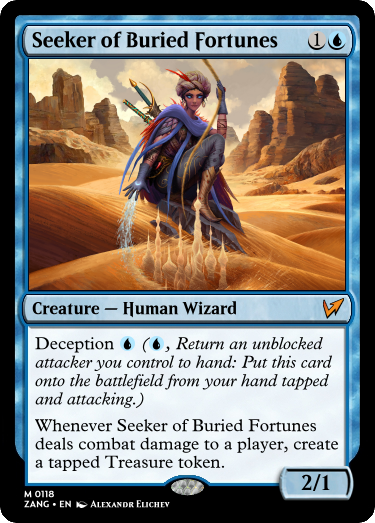 Seeker of Buried Fortunes 1
Creature — Human Wizard
Deception (, Return an unblocked
attacker you control to hand: Put this card
onto the battlefield from your hand tapped
and attacking.)
Whenever Seeker of Buried Fortunes
deals combat damage to a player, create
a tapped Treasure token.
2/1
M 0118
ZANG • EN Alexandr Elichev